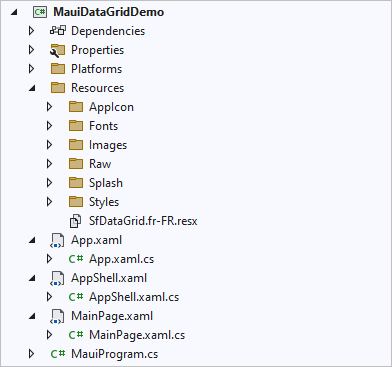 C# MauiDataGridDemo
Dependencies
Properties
Platforms
Resources
AppIcon
Fonts
Images
Raw
Splash
Styles
SfDataGrid.fr-FR.resx
App.xaml
C# App.xaml.cs
AppShell.xaml
C# AppShell.xaml.cs
MainPage.xaml
C# MainPage.xaml.cs
C# MauiProgram.cs